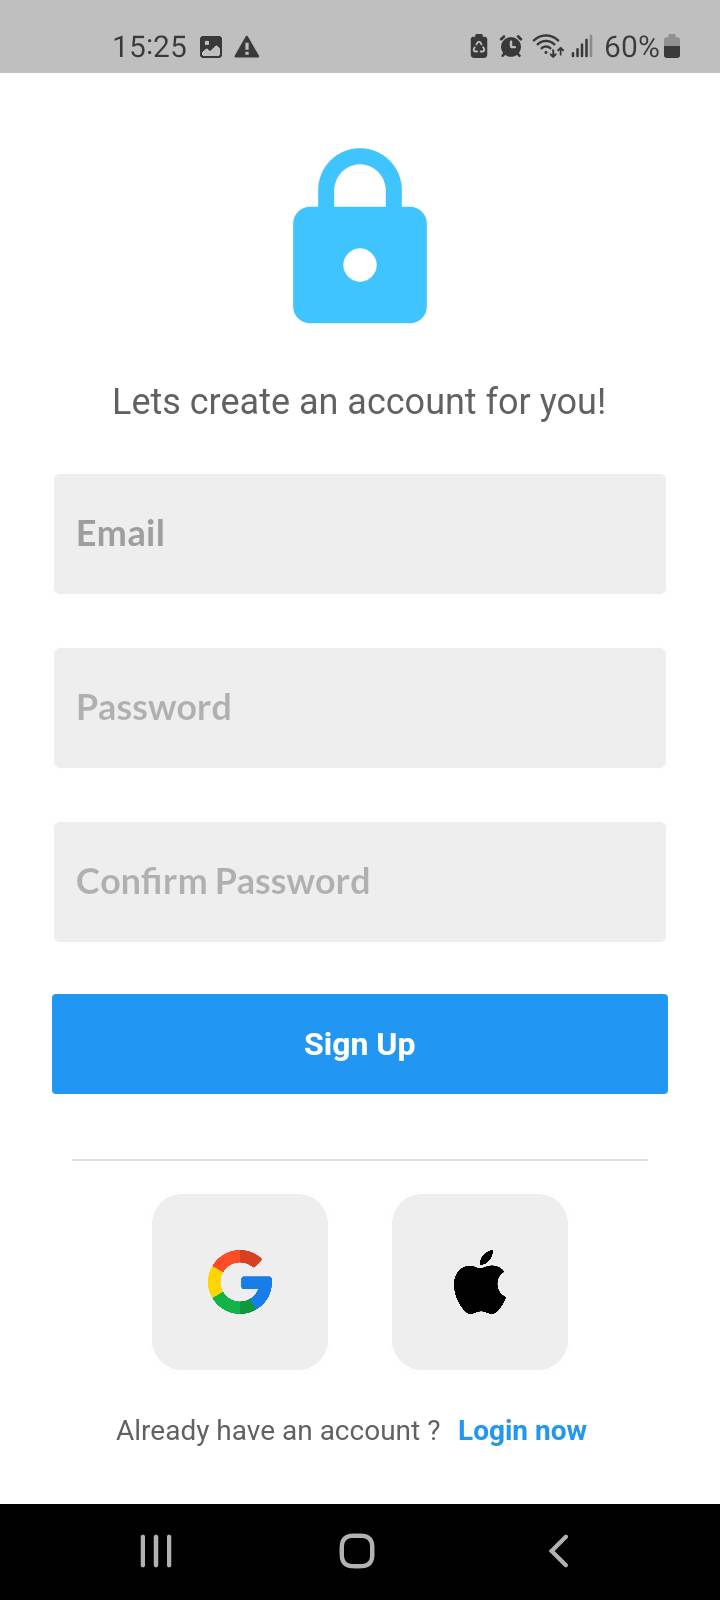 15:25 60%
Lets create an account for you!
Email
Password
Confirm Password
Sign Up
Already have an account ? Login now